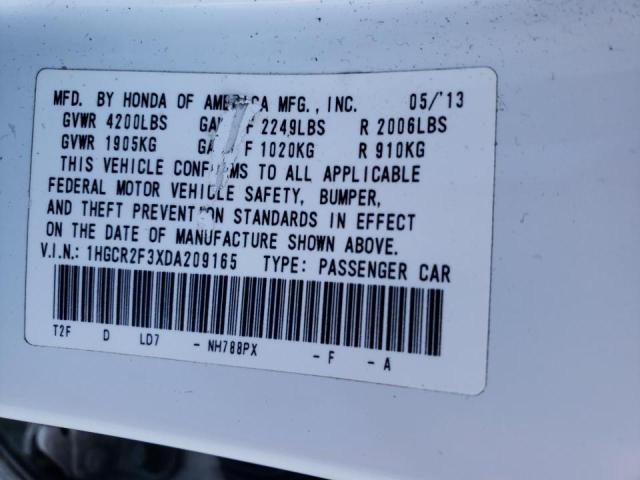 MFD. BY HONDA OF AMERICA MFG., INC. 05/'13
GVWR 4200LBS F 2249LBS R 2006LBS
GVWR 1905KG F 1020KG R 910KG
THIS VEHICLE CONFORMS TO ALL APPLICABLE
FEDERAL MOTOR VEHICLE SAFETY, BUMPER,
AND THEFT PREVENTION STANDARDS IN EFFECT
ON THE DATE OF MANUFACTURE SHOWN ABOVE.
V.I.N.: 1HGCR2F3XDA209165 TYPE: PASSENGER CAR
T2F D LD7 - NH788PX - F - A